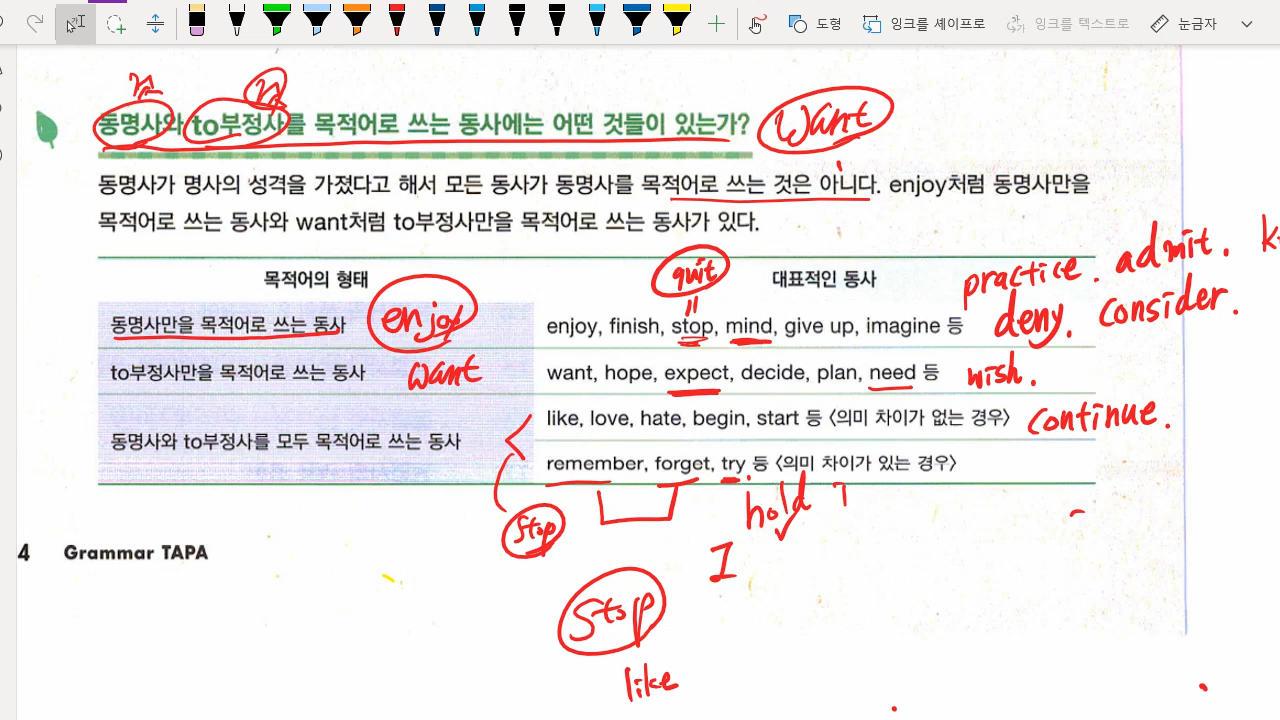 도형 잉크를 셰이프로 잉크를 텍스트로 눈금자
동명사와 to부정사를 목적어로 쓰는 동사에는 어떤 것들이 있는가? want
동명사가 명사의 성격을 가졌다고 해서 모든 동사가 동명사를 목적어로 쓰는 것은 아니다. enjoy처럼 동명사만을
목적어로 쓰는 동사와 want처럼 to부정사만을 목적어로 쓰는 동사가 있다.
quit practice. admit.
목적어의 형태 대표적인 동사
enjoy deny. consider.
동명사만을 목적어로 쓰는 동사 enjoy, finish, stop, mind, give up, imagine 등
to부정사만을 목적어로 쓰는 동사 want want, hope, expect, decide, plan, need 등 wish.
like, love, hate, begin, start 등 〈의미 차이가 없는 경우〉 continue.
동명사와 to부정사를 모두 목적어로 쓰는 동사
remember, forget, try 등 〈의미 차이가 있는 경우〉
hold
stop
4 Grammar TAPA
I
stop
like